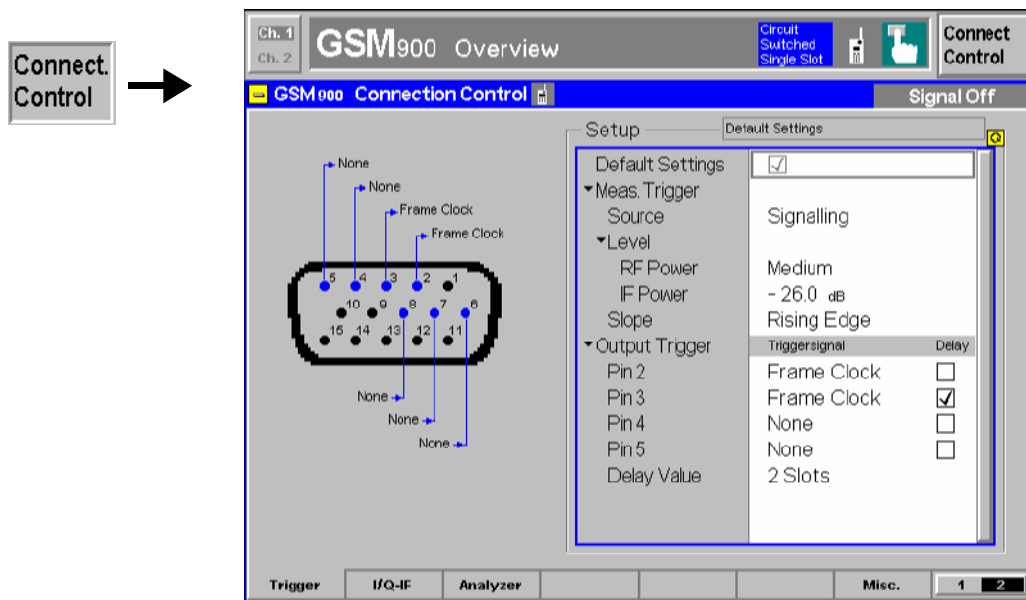 Connect.
Control
Ch. 1
Ch. 2
GSM900 Overview
Circuit
Switched
Single Slot
Connect
Control
GSM900 Connection Control
Signal Off
Setup
Default Settings
None
None
Frame Clock
Frame Clock
5 4 3 2 1
10 9 8 7 6
15 14 13 12 11
None
None
None
Default Settings
Meas. Trigger
Source Signalling
Level
RF Power Medium
IF Power - 26.0 dB
Slope Rising Edge
Output Trigger Triggersignal Delay
Pin 2 Frame Clock
Pin 3 Frame Clock
Pin 4 None
Pin 5 None
Delay Value 2 Slots
Trigger I/Q-IF Analyzer Misc. 1 2